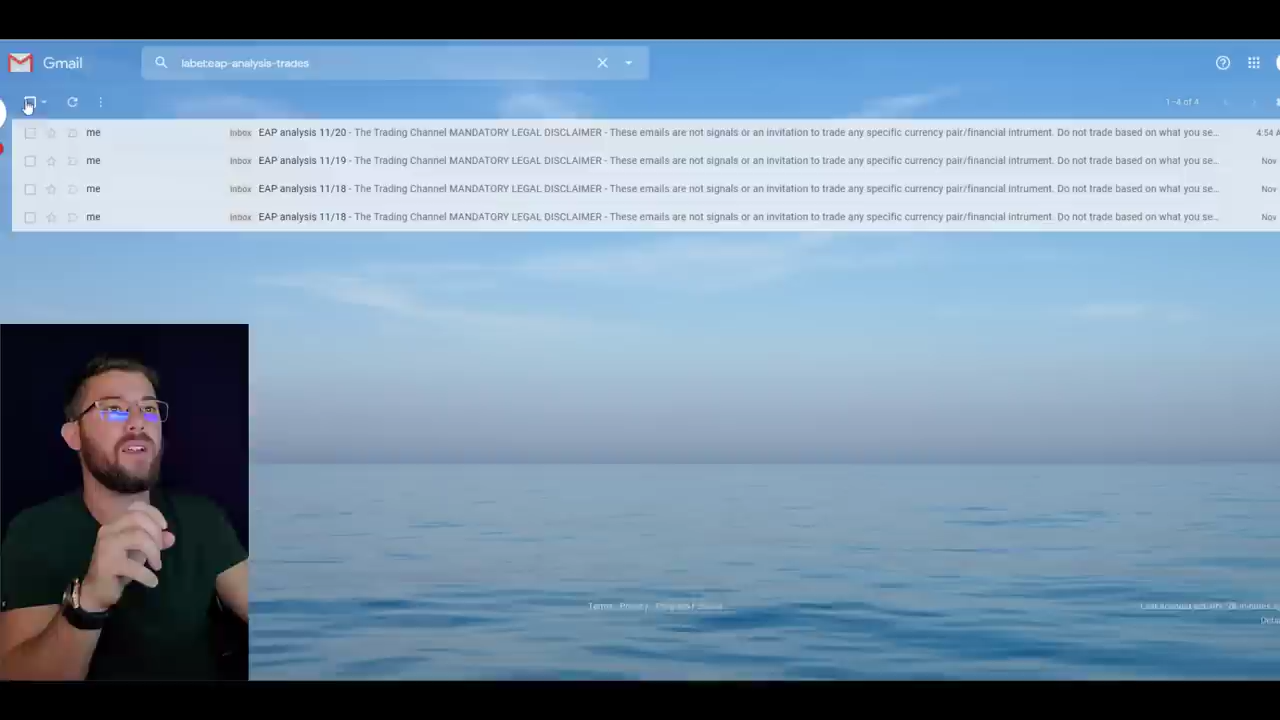 Gmail
label:eap-analysis-trades
1–4 of 4
me Inbox EAP analysis 11/20 - The Trading Channel MANDATORY LEGAL DISCLAIMER - These emails are not signals or an invitation to trade any specific currency pair/financial intrument. Do not trade based on what you se... 4:54 A
me Inbox EAP analysis 11/19 - The Trading Channel MANDATORY LEGAL DISCLAIMER - These emails are not signals or an invitation to trade any specific currency pair/financial intrument. Do not trade based on what you se... Nov
me Inbox EAP analysis 11/18 - The Trading Channel MANDATORY LEGAL DISCLAIMER - These emails are not signals or an invitation to trade any specific currency pair/financial intrument. Do not trade based on what you se... Nov
me Inbox EAP analysis 11/18 - The Trading Channel MANDATORY LEGAL DISCLAIMER - These emails are not signals or an invitation to trade any specific currency pair/financial intrument. Do not trade based on what you se... Nov
Terms · Privacy ·
Last account activity: minutes
Deta